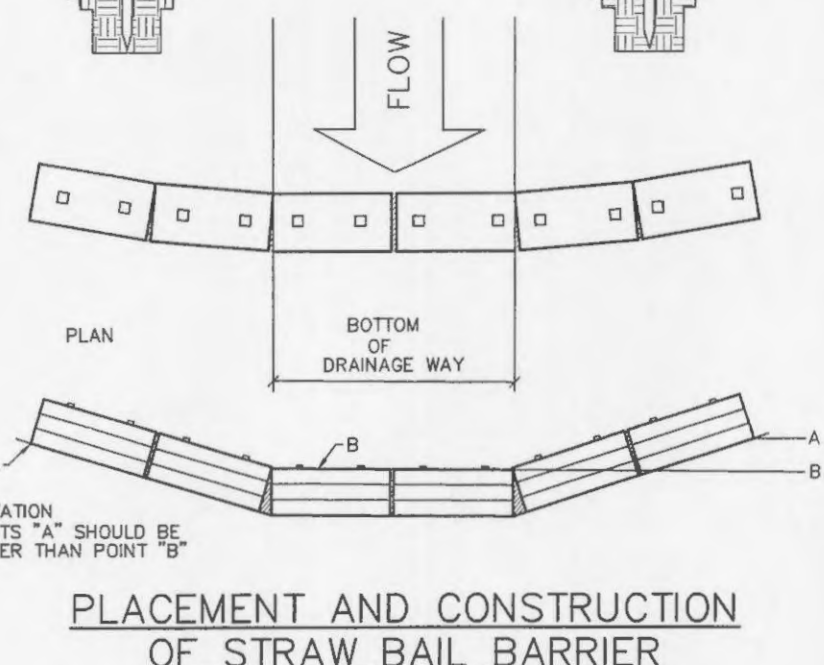 FLOW
PLAN
BOTTOM
OF
DRAINAGE WAY
B
A
B
ATION
TS "A" SHOULD BE
ER THAN POINT "B"
PLACEMENT AND CONSTRUCTION
OF STRAW BAIL BARRIER